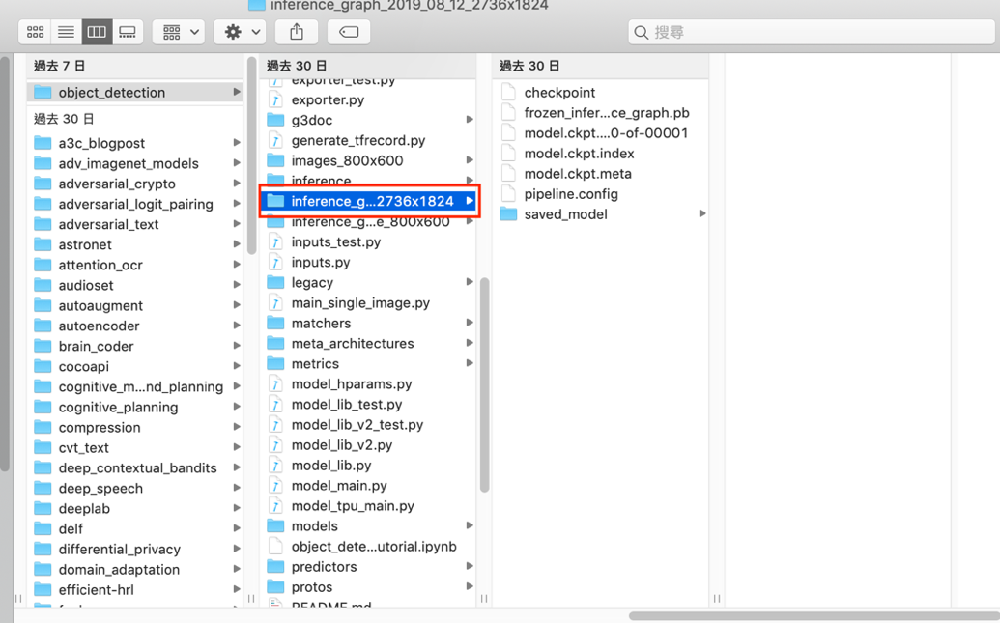 inference_graph_2019_08_12_2736x1824
搜尋
過去 7 日
object_detection
過去 30 日
a3c_blogpost
adv_imagenet_models
adversarial_crypto
adversarial_logit_pairing
adversarial_text
astronet
attention_ocr
audioset
autoaugment
autoencoder
brain_coder
cocoapi
cognitive_m...nd_planning
cognitive_planning
compression
cvt_text
deep_contextual_bandits
deep_speech
deeplab
delf
differential_privacy
domain_adaptation
efficient-hrl
過去 30 日
exporter_test.py
exporter.py
g3doc
generate_tfrecord.py
images_800x600
inference
inference_g...2736x1824
inference_g...e_800x600
inputs_test.py
inputs.py
legacy
main_single_image.py
matchers
meta_architectures
metrics
model_hparams.py
model_lib_test.py
model_lib_v2_test.py
model_lib_v2.py
model_lib.py
model_main.py
model_tpu_main.py
models
object_dete...utorial.ipynb
predictors
protos
README.md
過去 30 日
checkpoint
frozen_infer...ce_graph.pb
model.ckpt....0-of-00001
model.ckpt.index
model.ckpt.meta
pipeline.config
saved_model